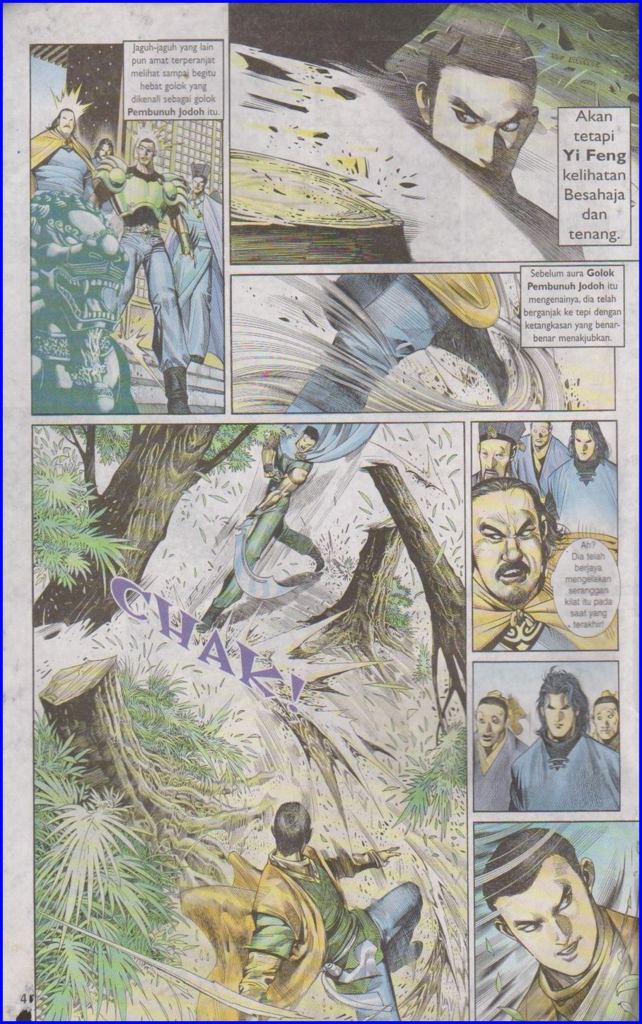 Jaguh-jaguh yang lain
pun amat terperanjat
melihat sampai begitu
hebat golok yang
dikenali sebagai golok
Pembunuh Jodoh itu.
Akan
tetapi
Yi Feng
kelihatan
Besahaja
dan
tenang.
Sebelum aura Golok
Pembunuh Jodoh itu
mengenainya, dia telah
berganjak ke tepi dengan
ketangkasan yang benar-
benar menakjubkan.
CHAK!
Ah?
Dia telah
berjaya
mengelakan
seranggan
kilat itu pada
saat yang
terakhir!
4